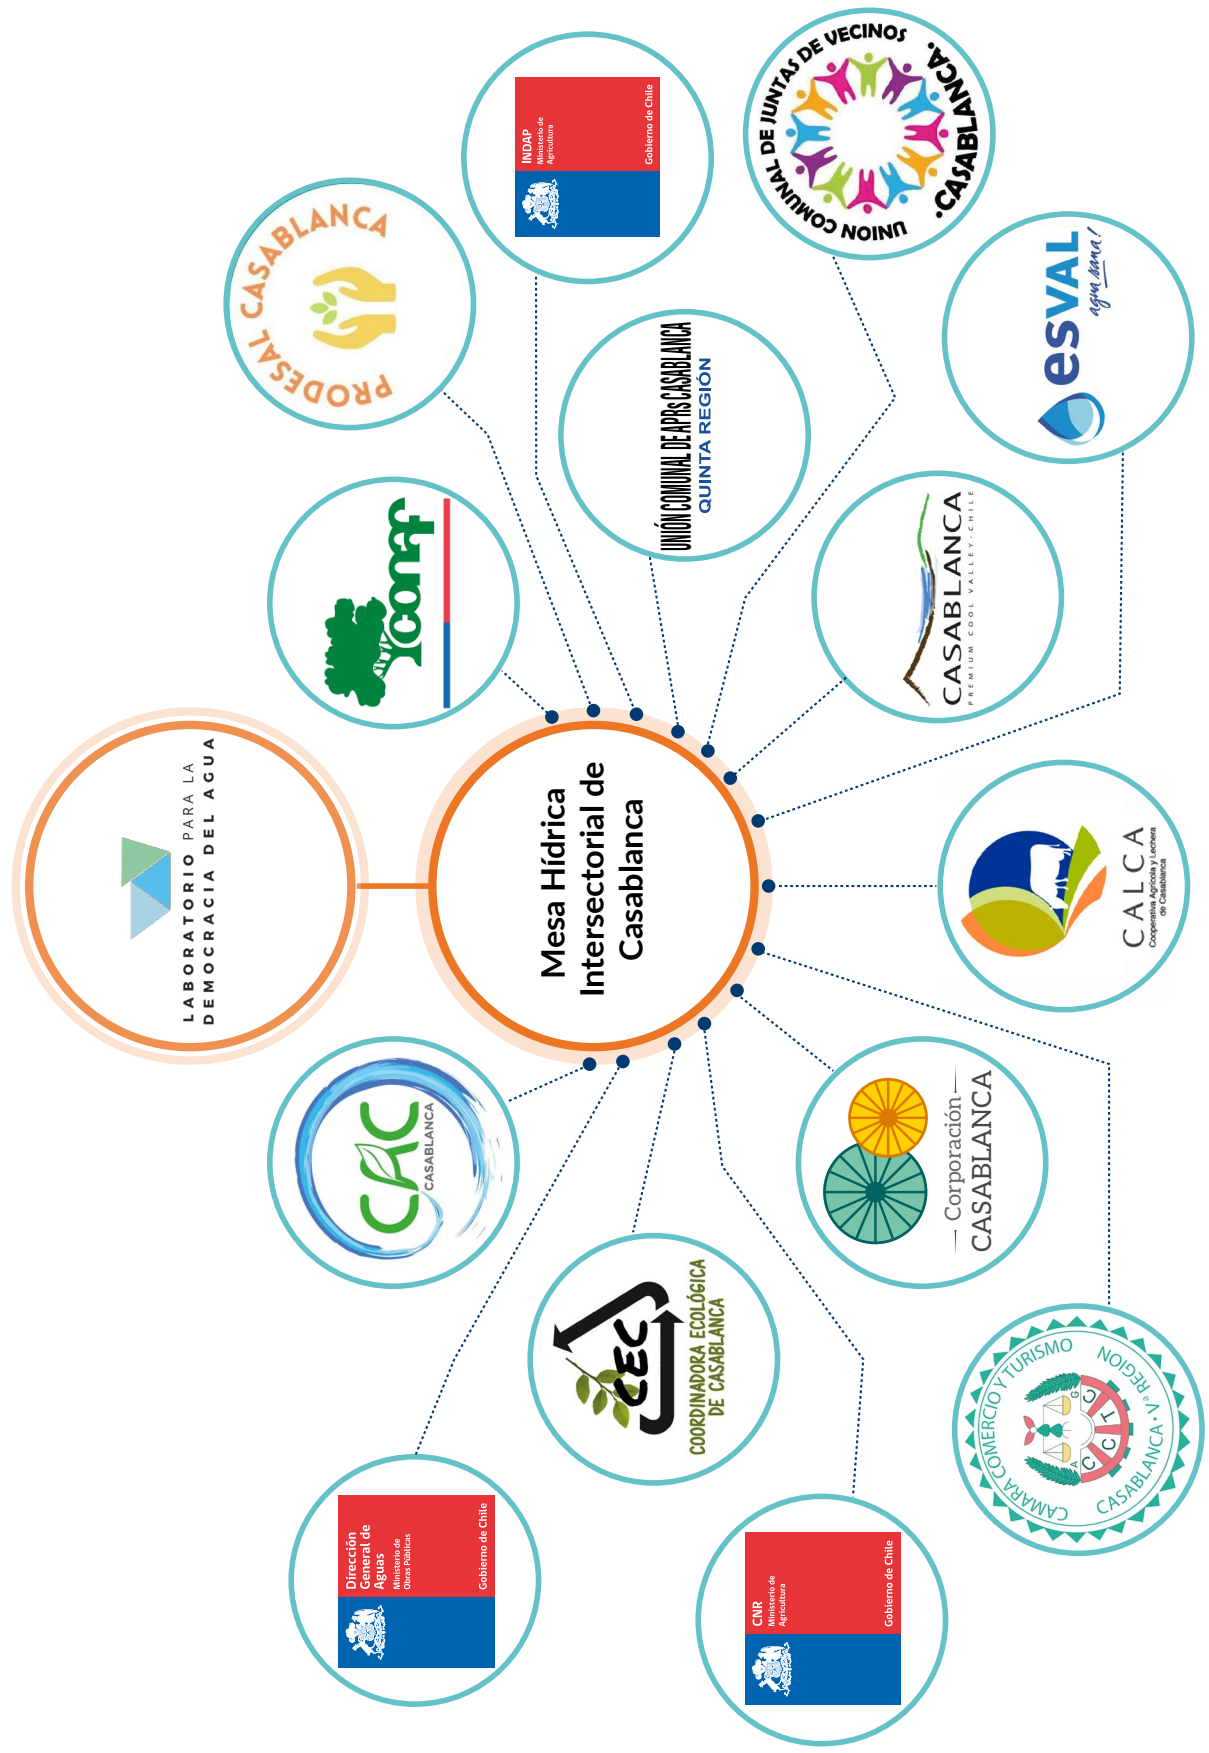 LABORATORIO PARA LA
DEMOCRACIA DEL AGUA
Mesa Hídrica
Intersectorial de
Casablanca
CAC
CASABLANCA
Dirección
General de
Aguas
Ministerio de
Obras Públicas
Gobierno de Chile
CEC
COORDINADORA ECOLÓGICA
DE CASABLANCA
CNR
Ministerio de
Agricultura
Gobierno de Chile
Corporación
CASABLANCA
CAMARA COMERCIO Y TURISMO
CASABLANCA • Vª REGION
A G
C C T C
CALCA
Cooperativa Agrícola y Lechera
de Casablanca
esVAL
agua sana!
CASABLANCA
PREMIUM COOL VALLEY - CHILE
UNION COMUNAL DE JUNTAS DE VECINOS
.CASABLANCA.
UNIÓN COMUNAL DE APRs CASABLANCA
QUINTA REGIÓN
INDAP
Ministerio de
Agricultura
Gobierno de Chile
PRODESAL CASABLANCA
conaf